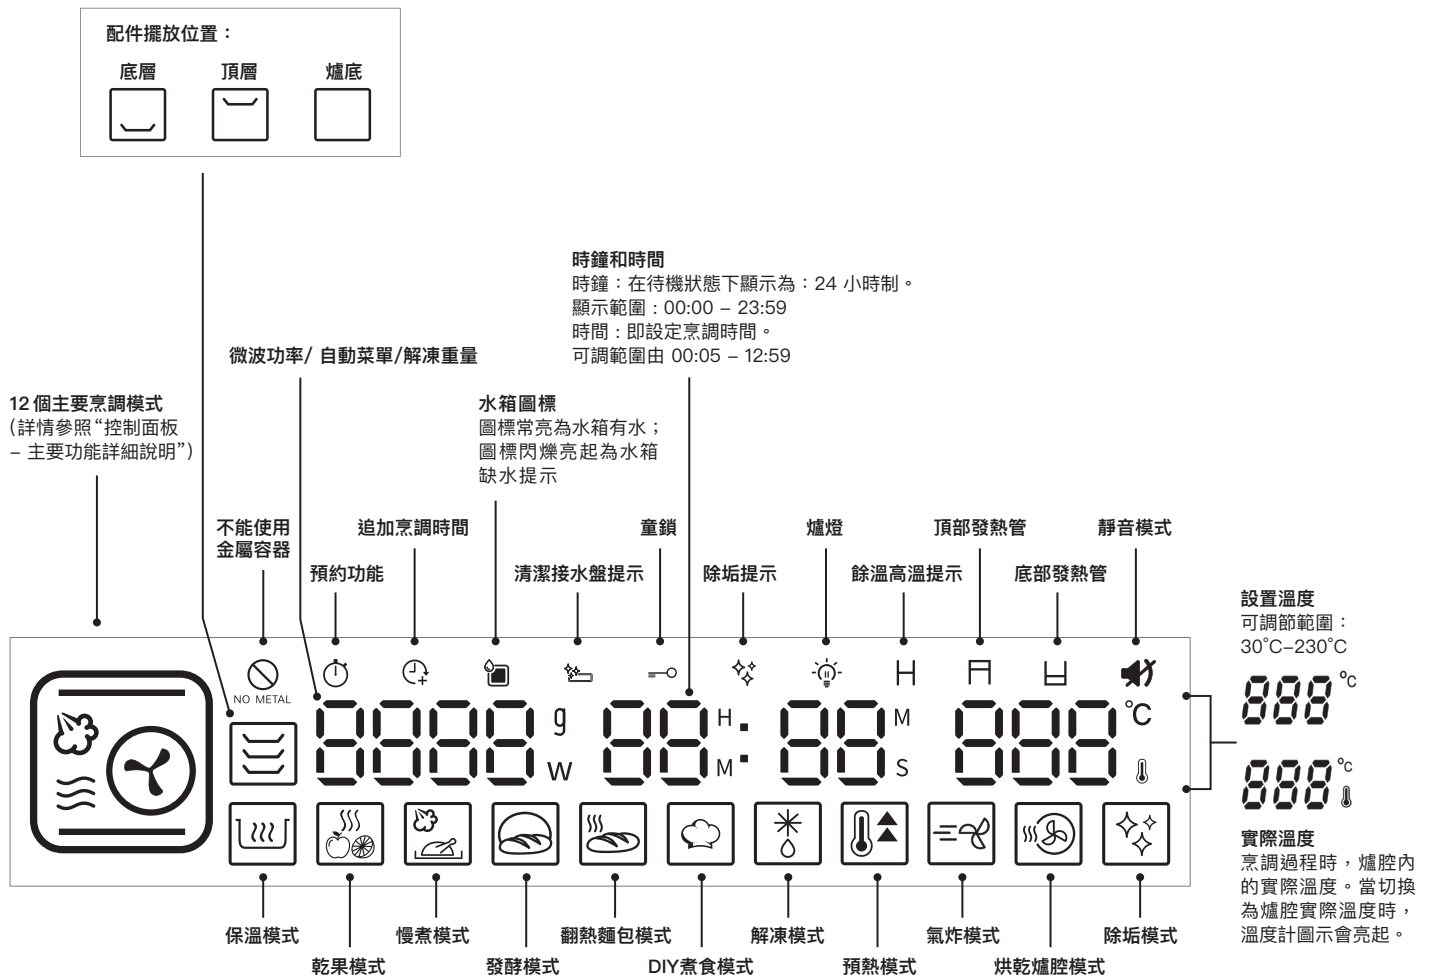 配件擺放位置：
底層
頂層
爐底
時鐘和時間
時鐘：在待機狀態下顯示為：24 小時制。
顯示範圍：00:00 – 23:59
時間：即設定烹調時間。
可調範圍由 00:05 – 12:59
微波功率/ 自動菜單/解凍重量
12 個主要烹調模式
(詳情參照“控制面板
– 主要功能詳細說明”)
水箱圖標
圖標常亮為水箱有水；
圖標閃爍亮起為水箱
缺水提示
不能使用
金屬容器
預約功能
追加烹調時間
清潔接水盤提示
童鎖
除垢提示
爐燈
餘溫高溫提示
頂部發熱管
底部發熱管
靜音模式
設置溫度
可調節範圍：
30°C–230°C
888 °C
888 °C
實際溫度
烹調過程時，爐腔內
的實際溫度。當切換
為爐腔實際溫度時，
溫度計圖示會亮起。
NO METAL
8888 g W 88 H M : 88 M S 888 °C
保溫模式
乾果模式
慢煮模式
發酵模式
翻熱麵包模式
DIY煮食模式
解凍模式
預熱模式
氣炸模式
烘乾爐腔模式
除垢模式